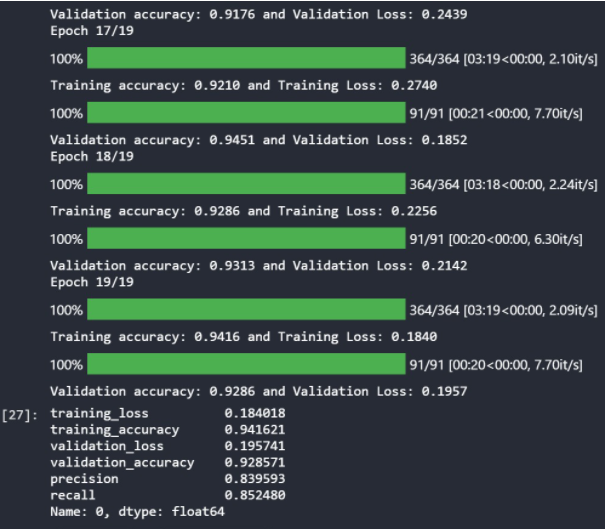 Validation accuracy: 0.9176 and Validation Loss: 0.2439
Epoch 17/19
100% 364/364 [03:19<00:00, 2.10it/s]
Training accuracy: 0.9210 and Training Loss: 0.2740
100% 91/91 [00:21<00:00, 7.70it/s]
Validation accuracy: 0.9451 and Validation Loss: 0.1852
Epoch 18/19
100% 364/364 [03:18<00:00, 2.24it/s]
Training accuracy: 0.9286 and Training Loss: 0.2256
100% 91/91 [00:20<00:00, 6.30it/s]
Validation accuracy: 0.9313 and Validation Loss: 0.2142
Epoch 19/19
100% 364/364 [03:19<00:00, 2.09it/s]
Training accuracy: 0.9416 and Training Loss: 0.1840
100% 91/91 [00:20<00:00, 7.70it/s]
Validation accuracy: 0.9286 and Validation Loss: 0.1957
[27]: training_loss 0.184018
training_accuracy 0.941621
validation_loss 0.195741
validation_accuracy 0.928571
precision 0.839593
recall 0.852480
Name: 0, dtype: float64